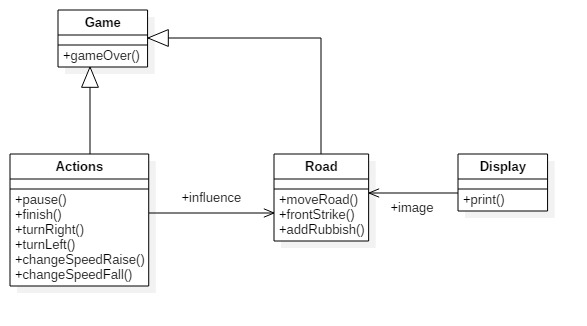 Game
+gameOver()
Actions
+pause()
+finish()
+turnRight()
+turnLeft()
+changeSpeedRaise()
+changeSpeedFall()
+influence
Road
+moveRoad()
+frontStrike()
+addRubbish()
+image
Display
+print()